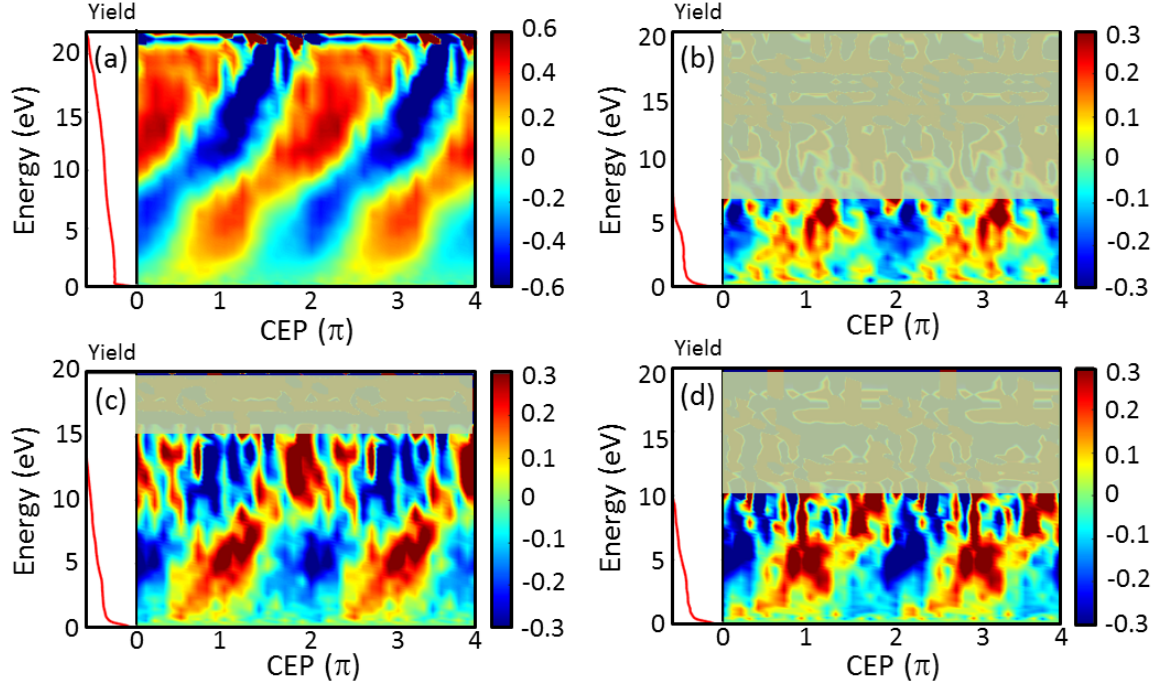 Yield
(a)
Energy (eV)
20
15
10
5
0
0 1 2 3 4
CEP (π)
0.6
0.4
0.2
0
-0.2
-0.4
-0.6
Yield
(b)
Energy (eV)
20
15
10
5
0
0 1 2 3 4
CEP (π)
0.3
0.2
0.1
0
-0.1
-0.2
-0.3
Yield
(c)
Energy (eV)
20
15
10
5
0
0 1 2 3 4
CEP (π)
0.3
0.2
0.1
0
-0.1
-0.2
-0.3
Yield
(d)
Energy (eV)
20
15
10
5
0
0 1 2 3 4
CEP (π)
0.3
0.2
0.1
0
-0.1
-0.2
-0.3